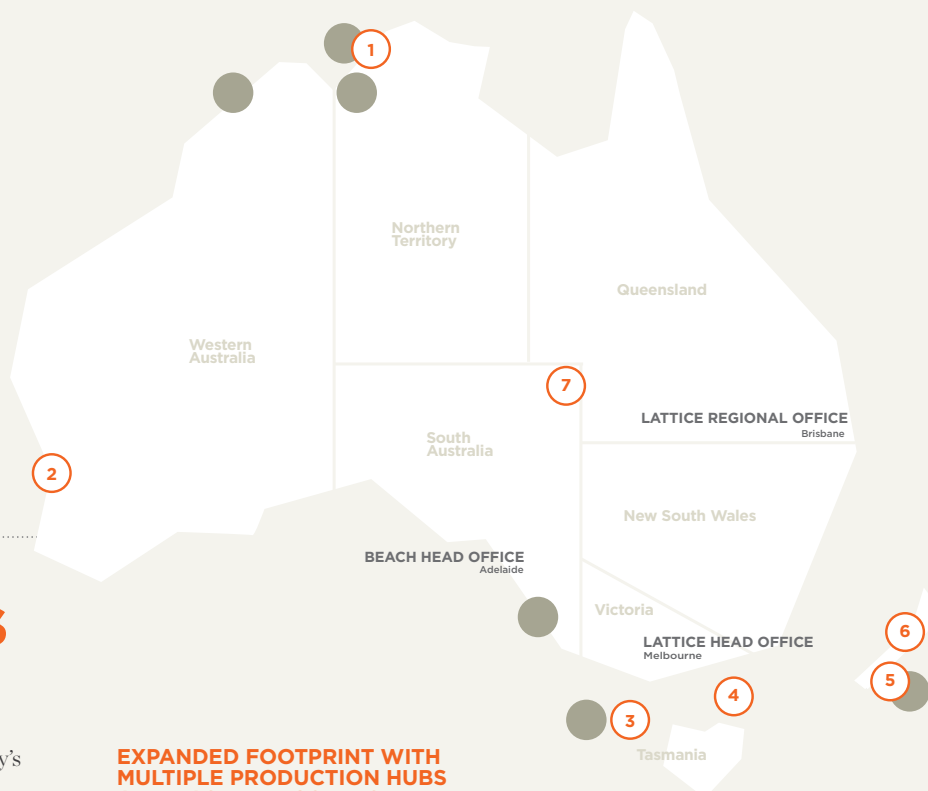 1
Northern
Territory
Queensland
Western
Australia
7
LATTICE REGIONAL OFFICE
Brisbane
South
Australia
2
New South Wales
BEACH HEAD OFFICE
Adelaide
Victoria
6
LATTICE HEAD OFFICE
Melbourne
5
4
3
Tasmania
y's
EXPANDED FOOTPRINT WITH
MULTIPLE PRODUCTION HUBS